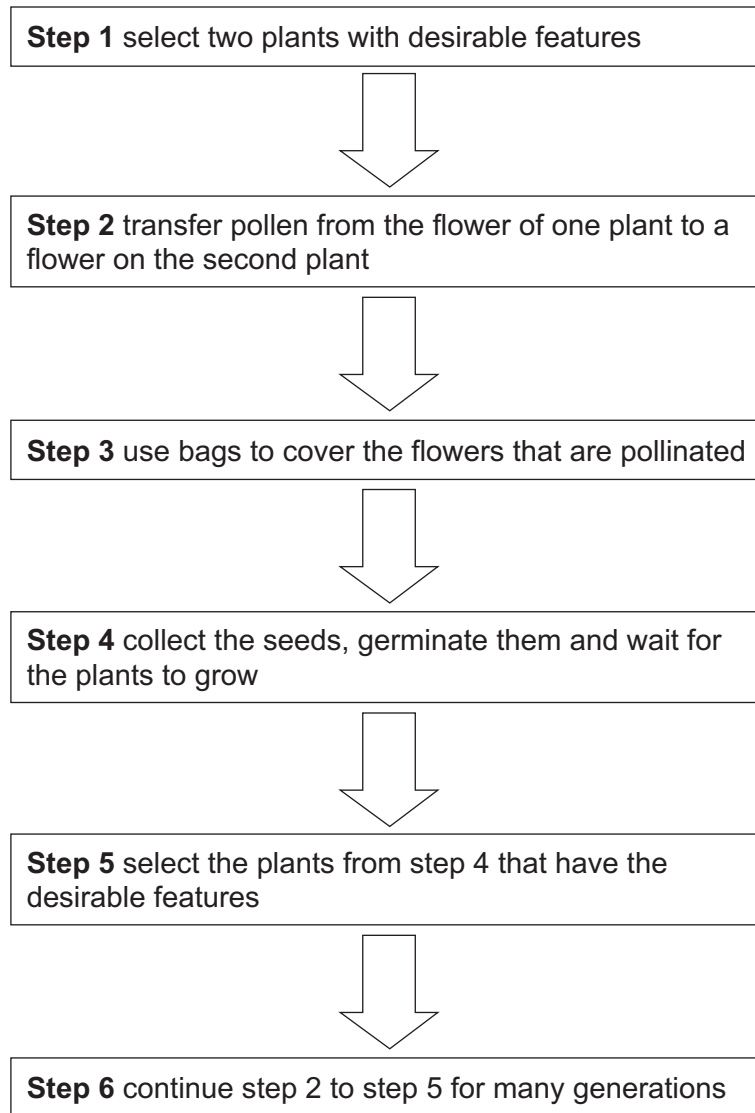 Step 1 select two plants with desirable features
Step 2 transfer pollen from the flower of one plant to a
flower on the second plant
Step 3 use bags to cover the flowers that are pollinated
Step 4 collect the seeds, germinate them and wait for
the plants to grow
Step 5 select the plants from step 4 that have the
desirable features
Step 6 continue step 2 to step 5 for many generations